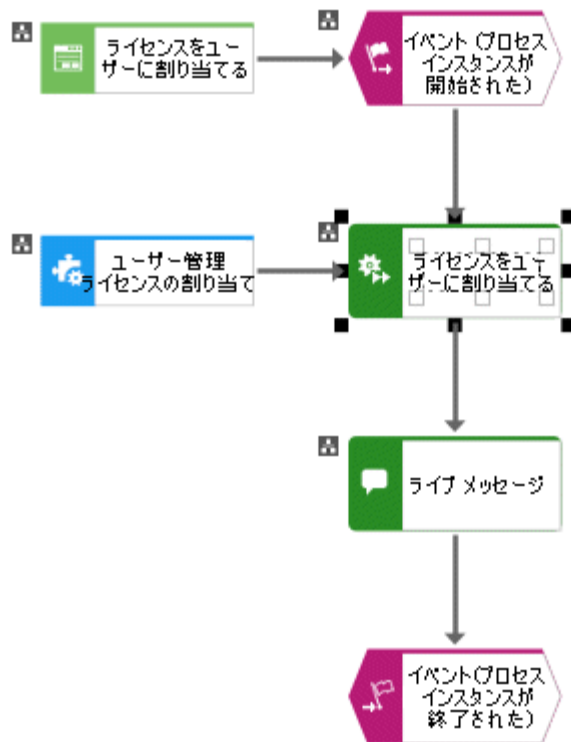 ライセンスをユー
ザーに割り当てる
イベント (プロセス
インスタンスが
開始された)
ユーザー管理
ライセンスの割り当て
ライセンスをユー
ザーに割り当てる
ライブ メッセージ
イベント(プロセス
インスタンスが
終了された)